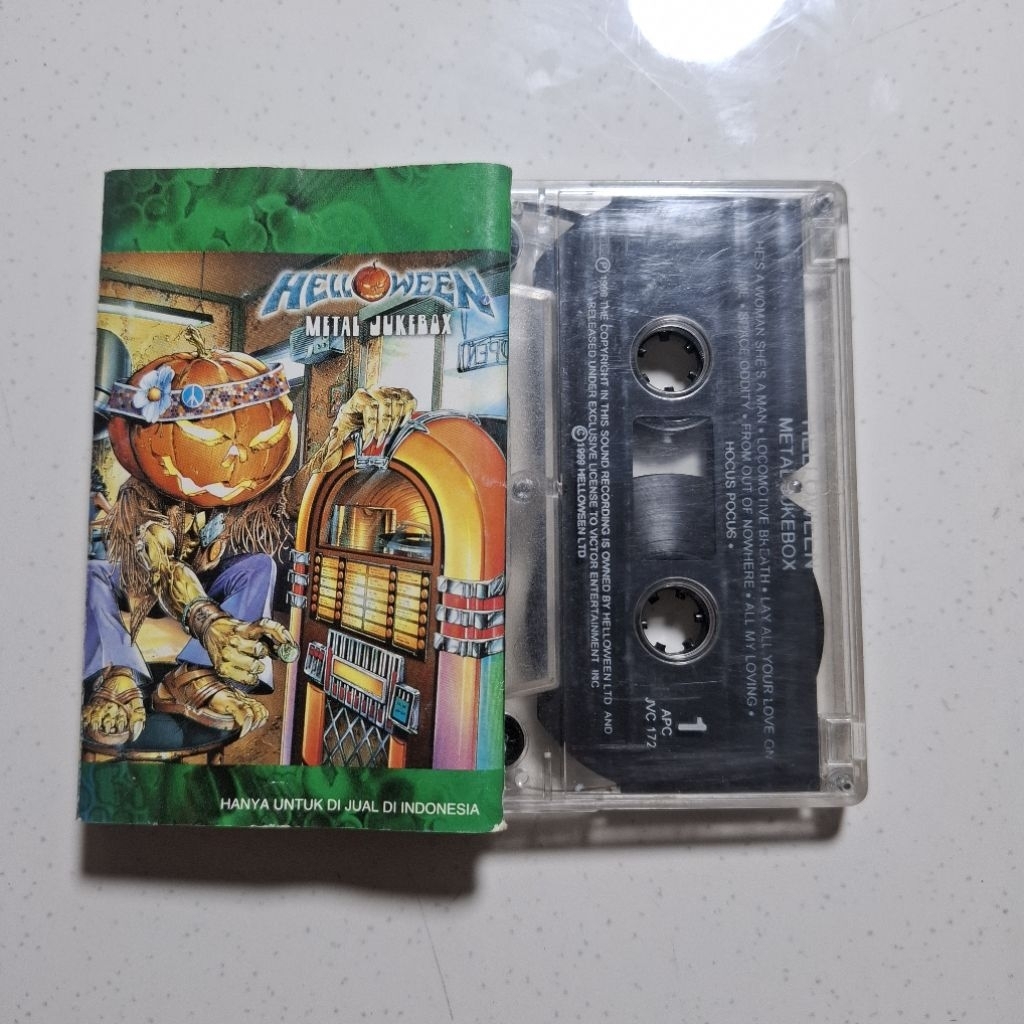 HELLOWEEN
METAL JUKEBOX
OPEN
HANYA UNTUK DI JUAL DI INDONESIA
METAL JUKEBOX
HE'S A WOMAN SHE'S A MAN • LOCOMOTIVE BREATH • LAY ALL YOUR LOVE ON
SPACE ODDITY • FROM OUT OF NOWHERE • ALL MY LOVING •
HOCUS POCUS •
1
APC
JVC 172
Ⓟ 1999 THE COPYRIGHT IN THIS SOUND RECORDING IS OWNED BY HELLOWEEN LTD AND
RELEASED UNDER EXCLUSIVE LICENSE TO VICTOR ENTERTAINMENT INC
©1999 HELLOWEEN LTD